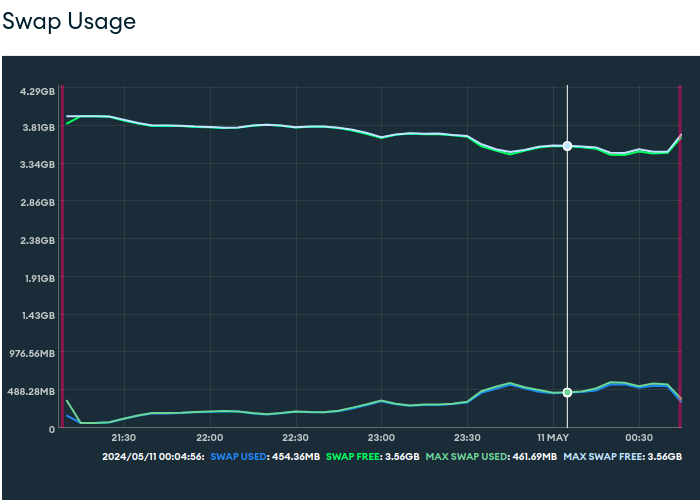 Swap Usage
4.29GB
3.81GB
3.34GB
2.86GB
2.38GB
1.91GB
1.43GB
976.56MB
488.28MB
0
21:30 22:00 22:30 23:00 23:30 11 MAY 00:30
2024/05/11 00:04:56: SWAP USED: 454.36MB SWAP FREE: 3.56GB MAX SWAP USED: 461.69MB MAX SWAP FREE: 3.56GB